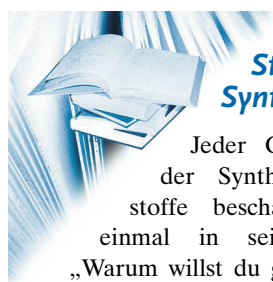 St
Synt
Jeder
der Synth
stoffe bescha
einmal in sei
„Warum willst du g